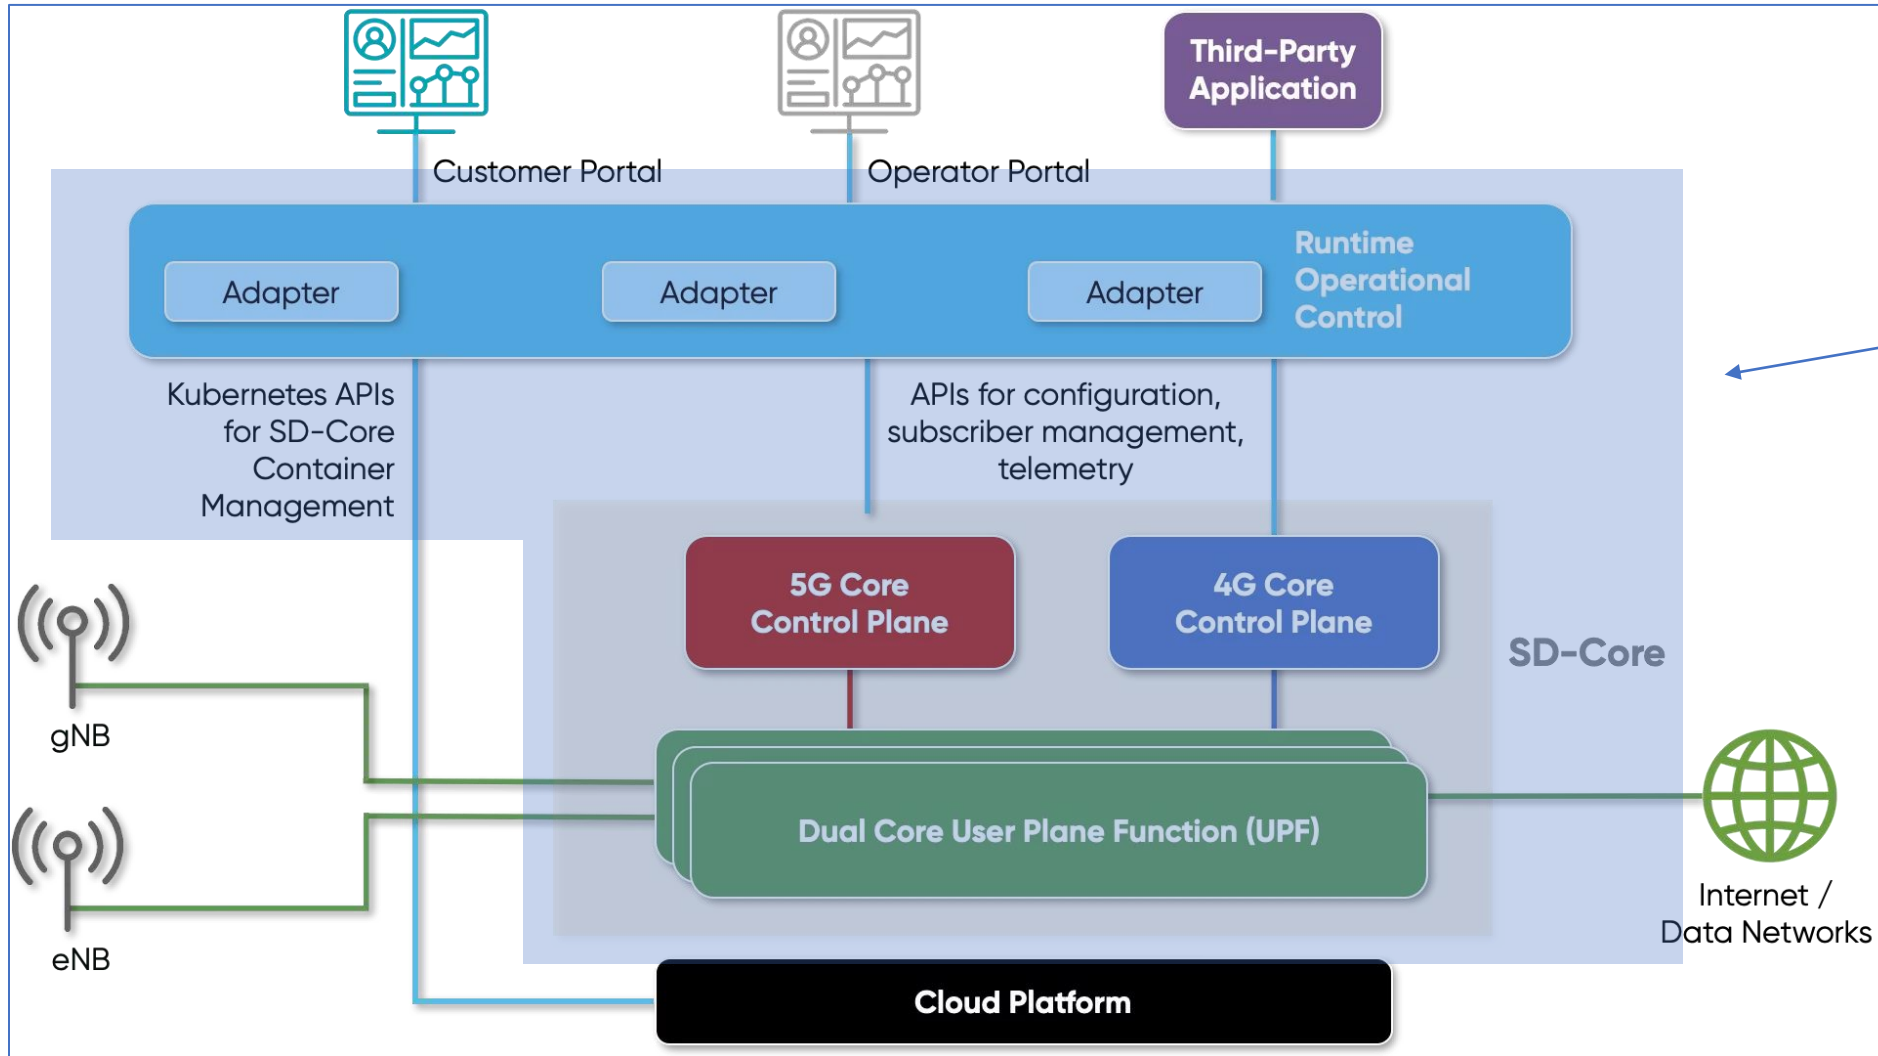 Third-Party
Application
Customer Portal
Operator Portal
Adapter
Adapter
Adapter
Runtime
Operational
Control
Kubernetes APIs
for SD-Core
Container
Management
APIs for configuration,
subscriber management,
telemetry
5G Core
Control Plane
4G Core
Control Plane
SD-Core
gNB
Dual Core User Plane Function (UPF)
eNB
Internet /
Data Networks
Cloud Platform